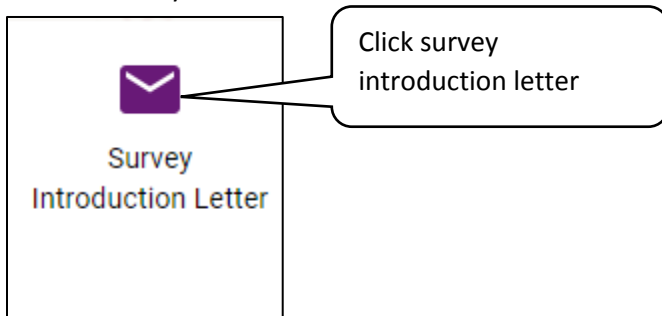 Click survey
introduction letter
Survey
Introduction Letter